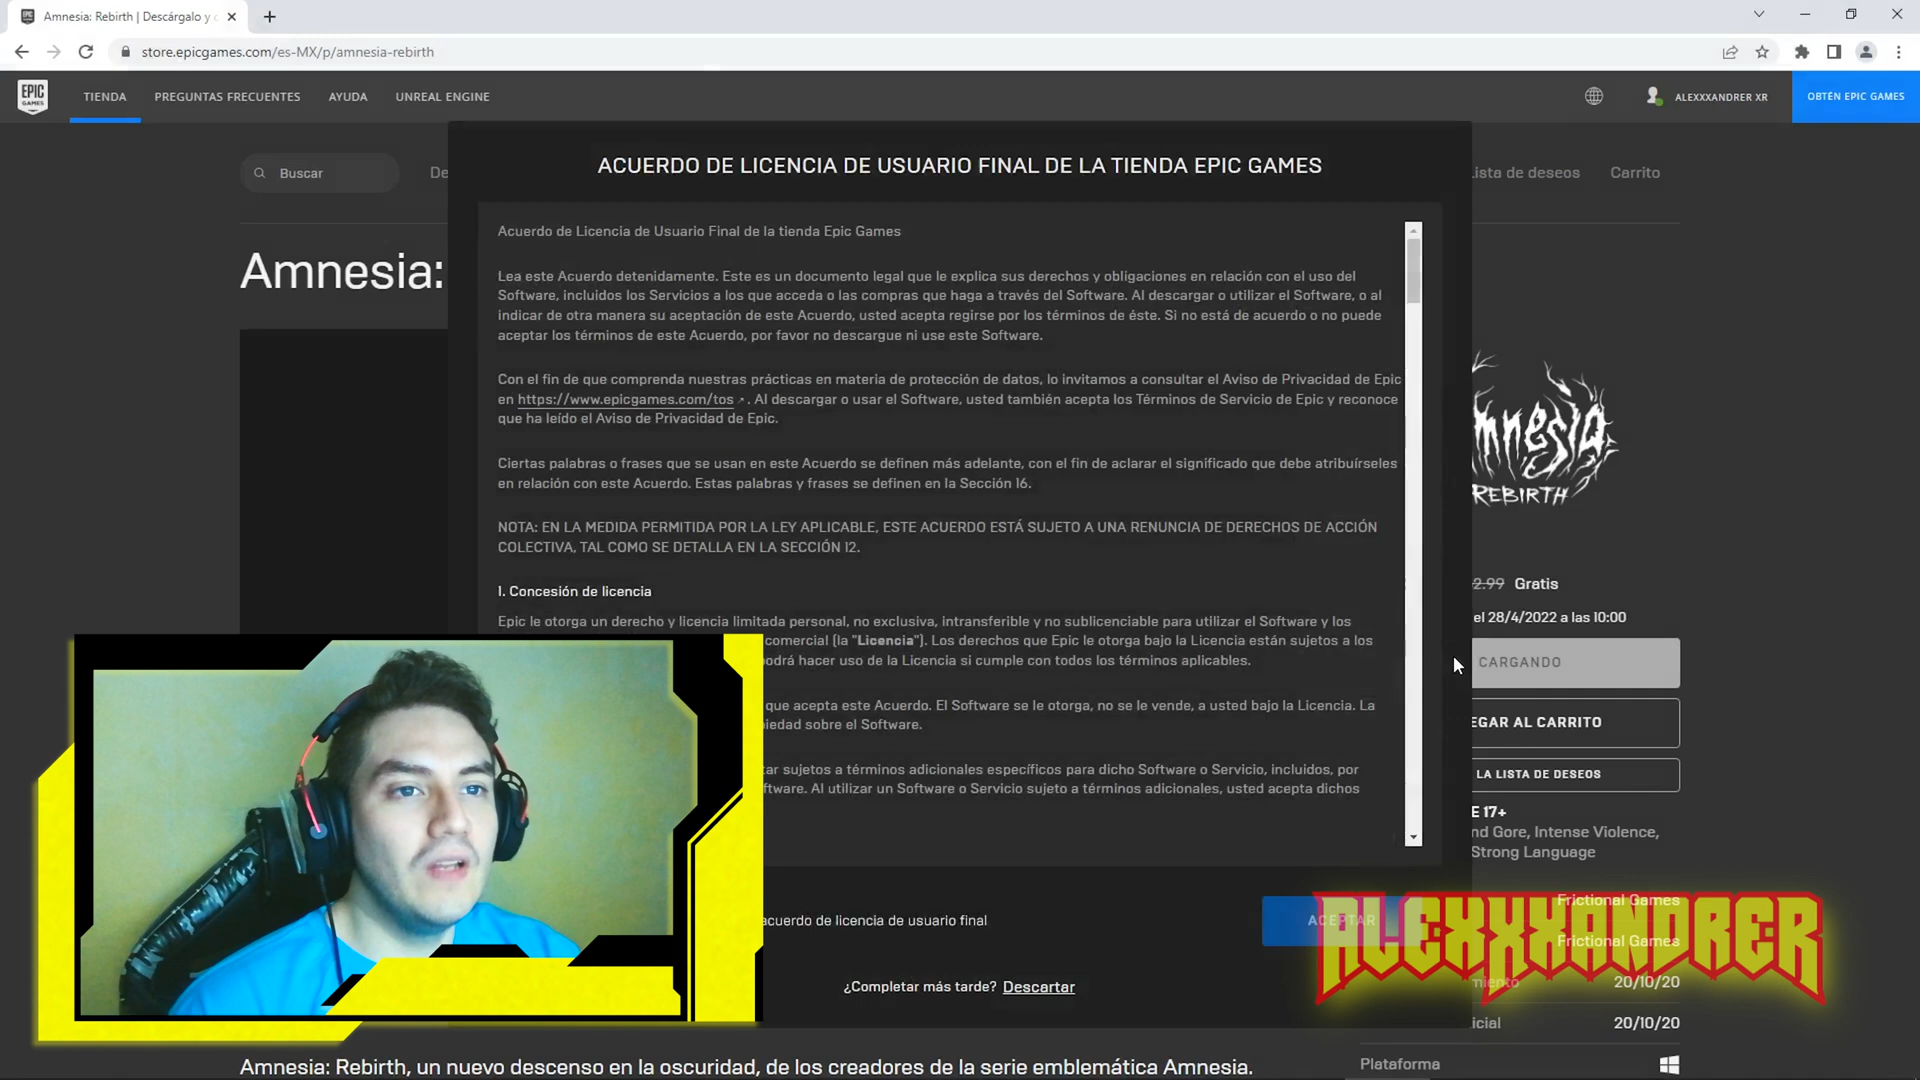 Amnesia: Rebirth | Descárgalo y c
store.epicgames.com/es-MX/p/amnesia-rebirth
EPIC GAMES
TIENDA
PREGUNTAS FRECUENTES
AYUDA
UNREAL ENGINE
ALEXXXANDRER XR
OBTÉN EPIC GAMES
Buscar
De
Lista de deseos
Carrito
ACUERDO DE LICENCIA DE USUARIO FINAL DE LA TIENDA EPIC GAMES
Amnesia:
Acuerdo de Licencia de Usuario Final de la tienda Epic Games
Lea este Acuerdo detenidamente. Este es un documento legal que le explica sus derechos y obligaciones en relación con el uso del
Software, incluidos los Servicios a los que acceda o las compras que haga a través del Software. Al descargar o utilizar el Software, o al
indicar de otra manera su aceptación de este Acuerdo, usted acepta regirse por los términos de éste. Si no está de acuerdo o no puede
aceptar los términos de este Acuerdo, por favor no descargue ni use este Software.
Con el fin de que comprenda nuestras prácticas en materia de protección de datos, lo invitamos a consultar el Aviso de Privacidad de Epic
en https://www.epicgames.com/tos . Al descargar o usar el Software, usted también acepta los Términos de Servicio de Epic y reconoce
que ha leído el Aviso de Privacidad de Epic.
Ciertas palabras o frases que se usan en este Acuerdo se definen más adelante, con el fin de aclarar el significado que debe atribuírseles
en relación con este Acuerdo. Estas palabras y frases se definen en la Sección 16.
NOTA: EN LA MEDIDA PERMITIDA POR LA LEY APLICABLE, ESTE ACUERDO ESTÁ SUJETO A UNA RENUNCIA DE DERECHOS DE ACCIÓN
COLECTIVA, TAL COMO SE DETALLA EN LA SECCIÓN 12.
1. Concesión de licencia
Epic le otorga un derecho y licencia limitada personal, no exclusiva, intransferible y no sublicenciable para utilizar el Software y los
comercial (la "Licencia"). Los derechos que Epic le otorga bajo la Licencia están sujetos a los
podrá hacer uso de la Licencia si cumple con todos los términos aplicables.
que acepta este Acuerdo. El Software se le otorga, no se le vende, a usted bajo la Licencia. La
piedad sobre el Software.
tar sujetos a términos adicionales específicos para dicho Software o Servicio, incluidos, por
ftware. Al utilizar un Software o Servicio sujeto a términos adicionales, usted acepta dichos
acuerdo de licencia de usuario final
ACEPTAR
¿Completar más tarde? Descartar
mnesia
REBIRTH
2.99 Gratis
el 28/4/2022 a las 10:00
CARGANDO
EGAR AL CARRITO
LA LISTA DE DESEOS
E 17+
nd Gore, Intense Violence,
Strong Language
Frictional Games
Frictional Games
ALEXXXANDRER
miento
20/10/20
icial
20/10/20
Plataforma
Amnesia: Rebirth, un nuevo descenso en la oscuridad, de los creadores de la serie emblemática Amnesia.